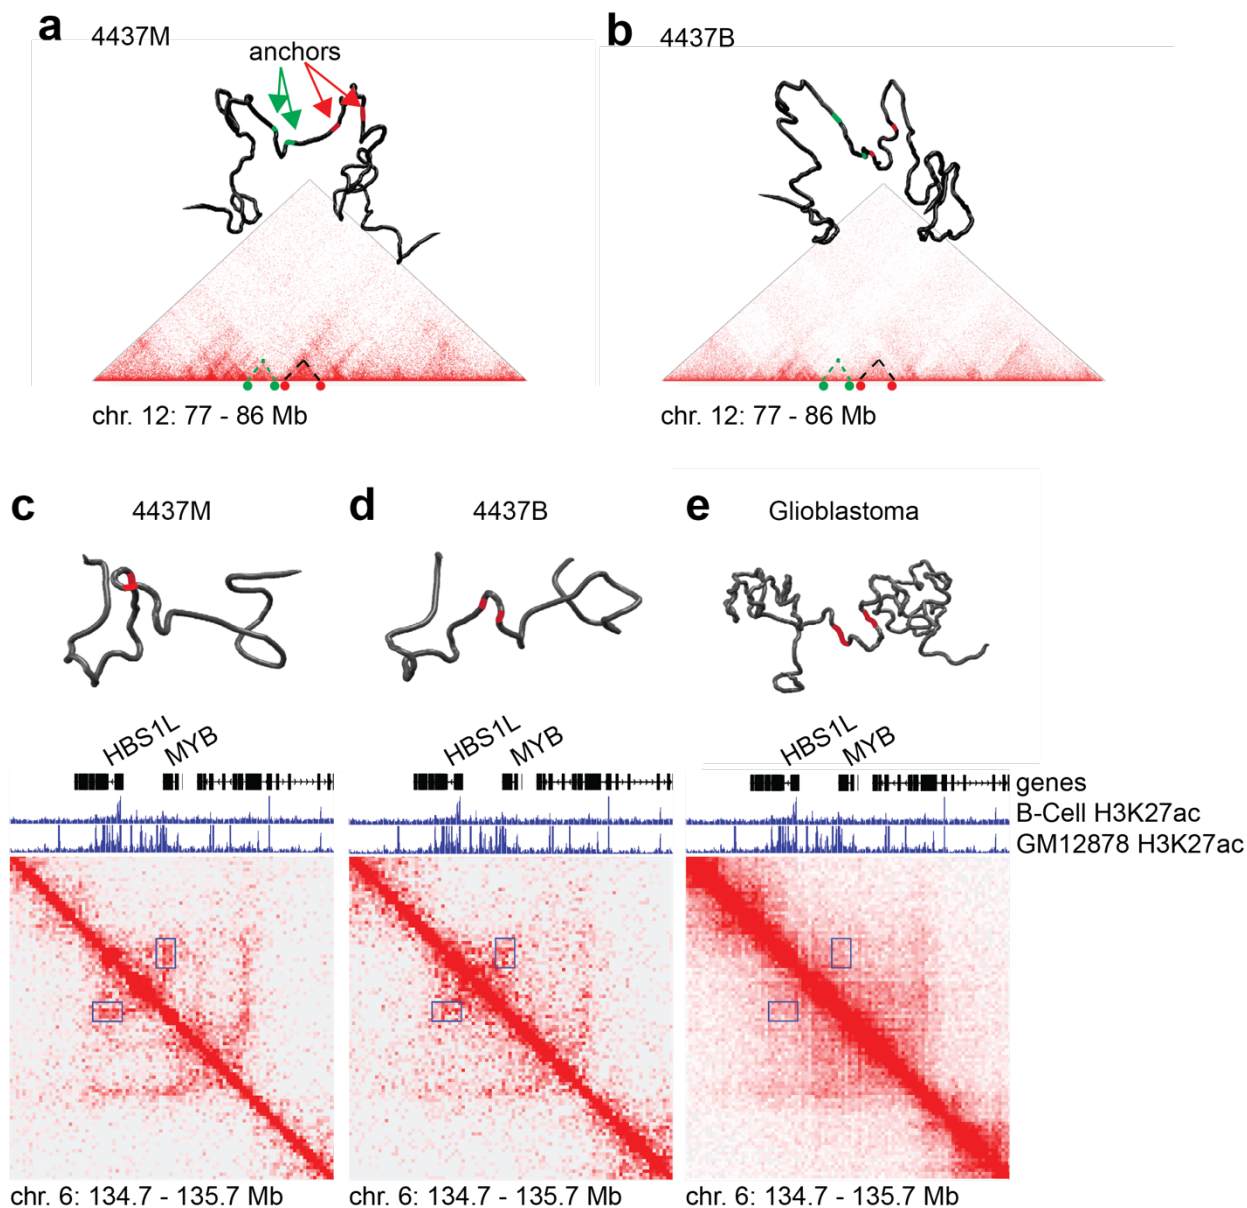 a 4437M
anchors
chr. 12: 77 - 86 Mb
b 4437B
chr. 12: 77 - 86 Mb
c 4437M
HBS1L
MYB
chr. 6: 134.7 - 135.7 Mb
d 4437B
HBS1L
MYB
chr. 6: 134.7 - 135.7 Mb
e Glioblastoma
HBS1L
MYB
genes
B-Cell H3K27ac
GM12878 H3K27ac
chr. 6: 134.7 - 135.7 Mb